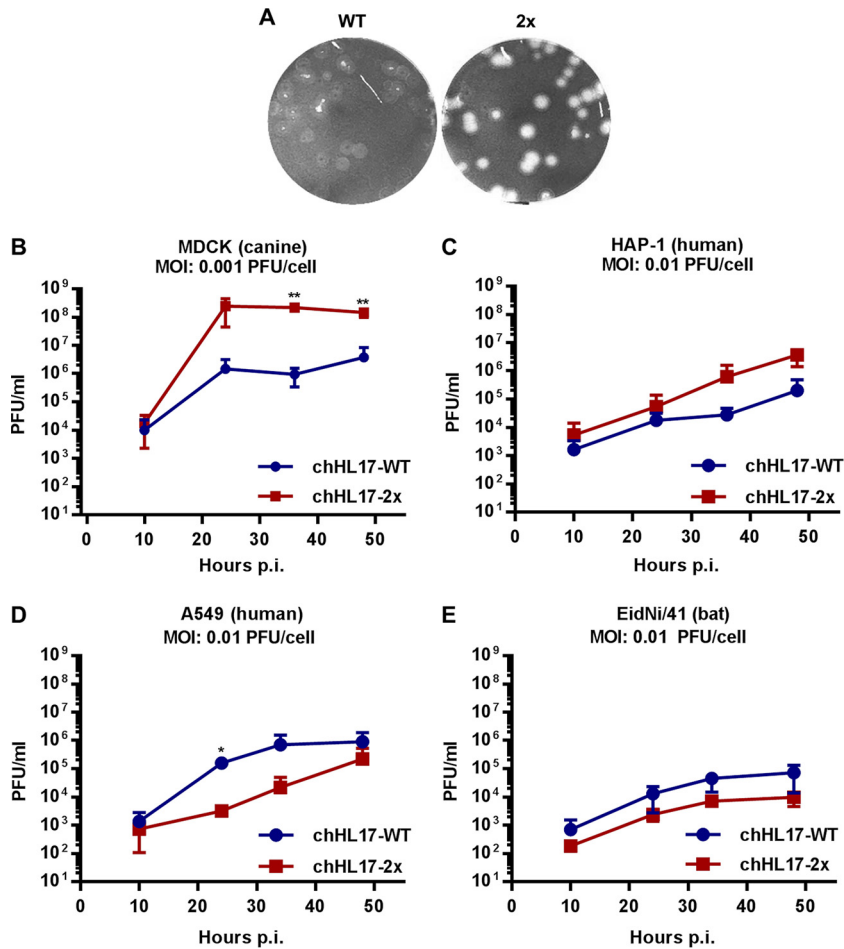 A
WT
2x
B
MDCK (canine)
MOI: 0.001 PFU/cell
10⁹
10⁸
10⁷
10⁶
10⁵
10⁴
10³
10²
10¹
PFU/ml
**
**
chHL17-WT
chHL17-2x
0
10
20
30
40
50
Hours p.i.
C
HAP-1 (human)
MOI: 0.01 PFU/cell
10⁹
10⁸
10⁷
10⁶
10⁵
10⁴
10³
10²
10¹
PFU/ml
chHL17-WT
chHL17-2x
0
10
20
30
40
50
Hours p.i.
D
A549 (human)
MOI: 0.01 PFU/cell
10⁹
10⁸
10⁷
10⁶
10⁵
10⁴
10³
10²
10¹
PFU/ml
*
chHL17-WT
chHL17-2x
0
10
20
30
40
50
Hours p.i.
E
EidNi/41 (bat)
MOI: 0.01 PFU/cell
10⁹
10⁸
10⁷
10⁶
10⁵
10⁴
10³
10²
10¹
PFU/ml
chHL17-WT
chHL17-2x
0
10
20
30
40
50
Hours p.i.